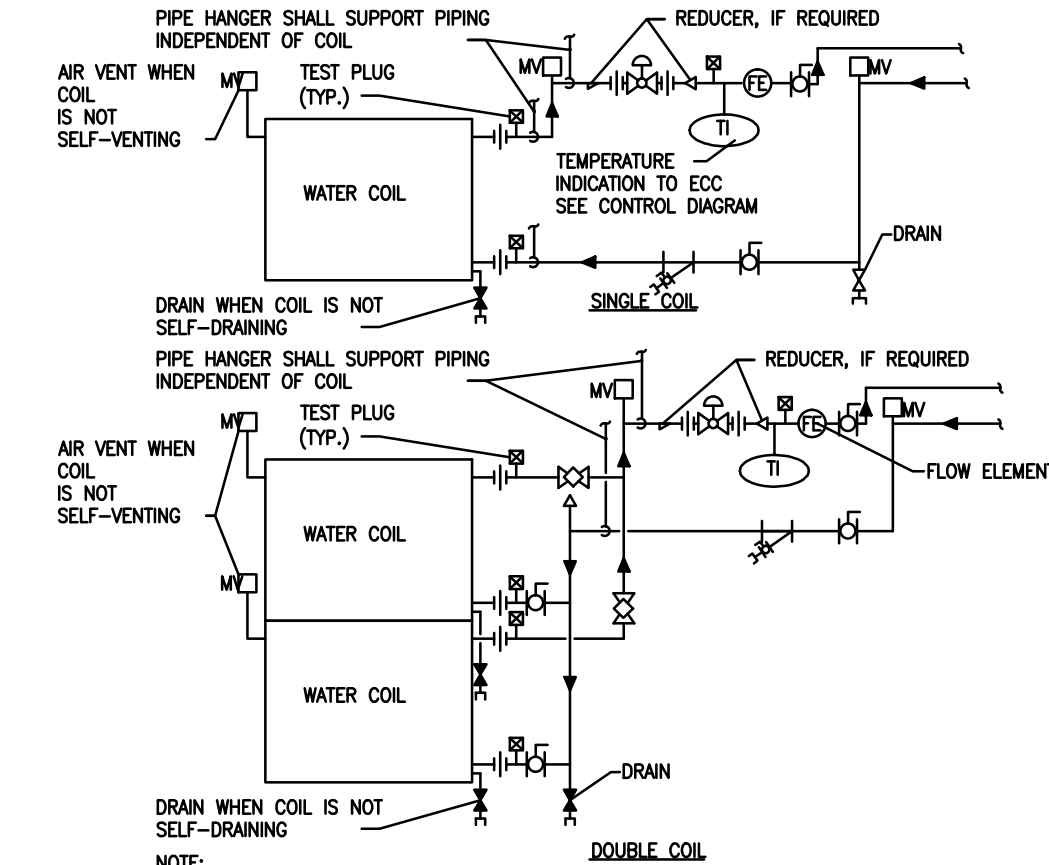 PIPE HANGER SHALL SUPPORT PIPING
INDEPENDENT OF COIL
REDUCER, IF REQUIRED
AIR VENT WHEN
COIL
IS NOT
SELF-VENTING
MV
TEST PLUG
(TYP.)
MV
FE
MV
TI
WATER COIL
TEMPERATURE
INDICATION TO ECC
SEE CONTROL DIAGRAM
DRAIN
DRAIN WHEN COIL IS NOT
SELF-DRAINING
SINGLE COIL
PIPE HANGER SHALL SUPPORT PIPING
INDEPENDENT OF COIL
REDUCER, IF REQUIRED
MV
MV
TEST PLUG
(TYP.)
MV
FE
AIR VENT WHEN
COIL
IS NOT
SELF-VENTING
TI
FLOW ELEMENT
WATER COIL
MV
WATER COIL
DRAIN
DRAIN WHEN COIL IS NOT
SELF-DRAINING
DOUBLE COIL
NOTE: